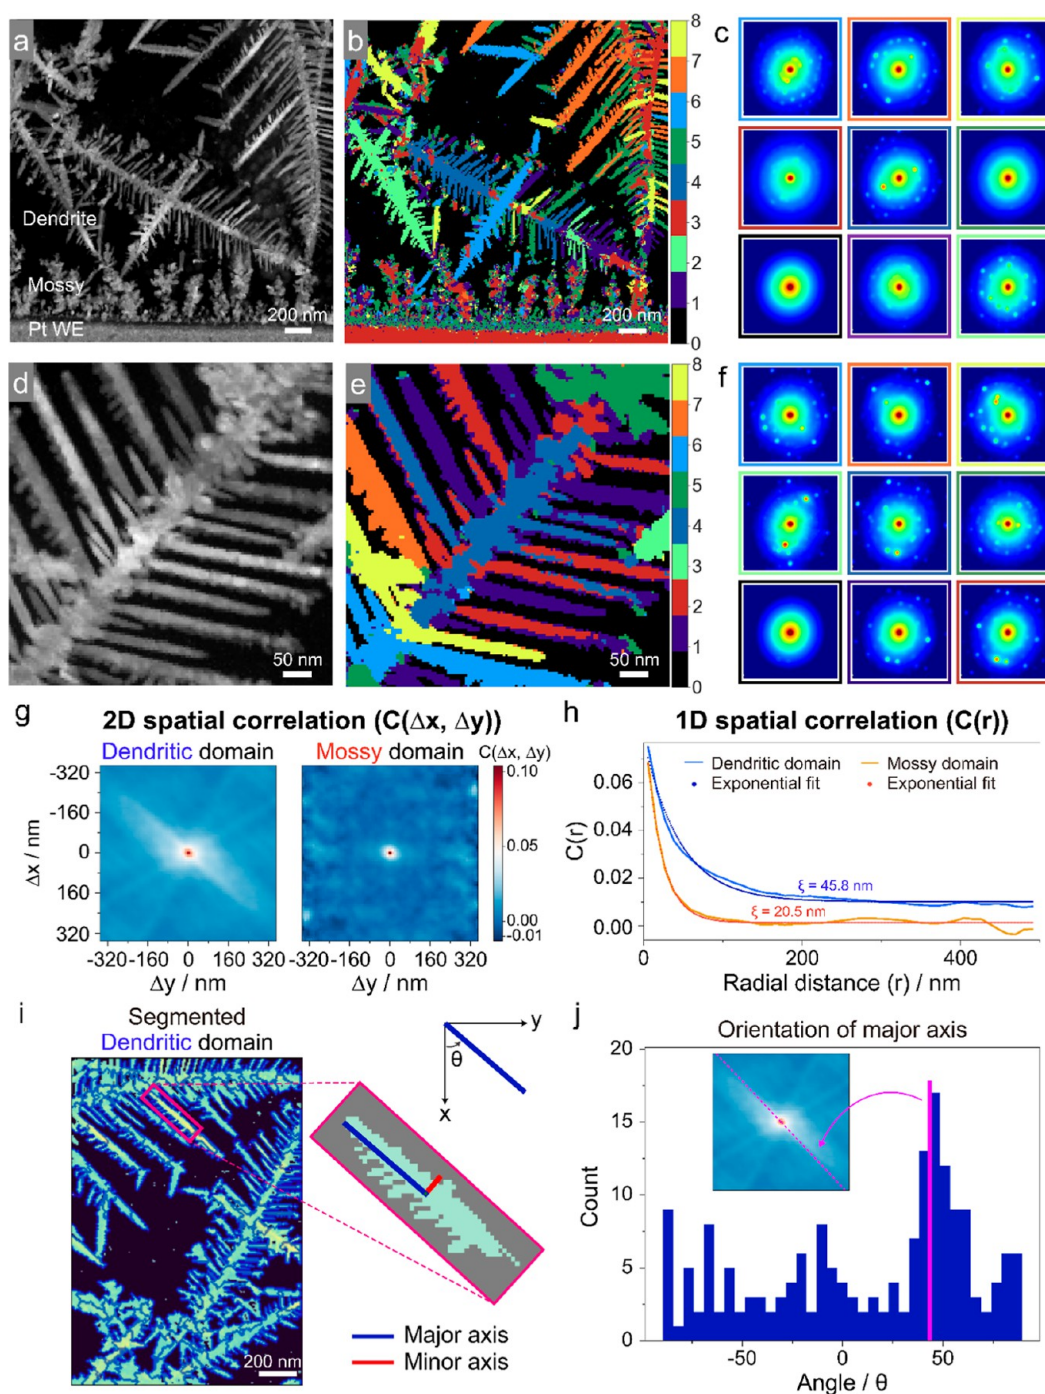 a
Dendrite
Mossy
Pt WE
200 nm
b
200 nm
8
7
6
5
4
3
2
1
0
c
d
50 nm
e
50 nm
8
7
6
5
4
3
2
1
0
f
g
2D spatial correlation (C(Δx, Δy))
Dendritic domain
Mossy domain
C(Δx, Δy)
0.10
0.05
0.00
-0.01
Δx / nm
-320
-160
0
160
320
-320 -160 0 160 320
Δy / nm
-320 -160 0 160 320
Δy / nm
h
1D spatial correlation (C(r))
Dendritic domain
Exponential fit
Mossy domain
Exponential fit
C(r)
0.06
0.04
0.02
0.00
ξ = 45.8 nm
ξ = 20.5 nm
0 200 400
Radial distance (r) / nm
i
Segmented
Dendritic domain
200 nm
y
θ
x
Major axis
Minor axis
j
Orientation of major axis
Count
20
15
10
5
0
-50 0 50
Angle / θ